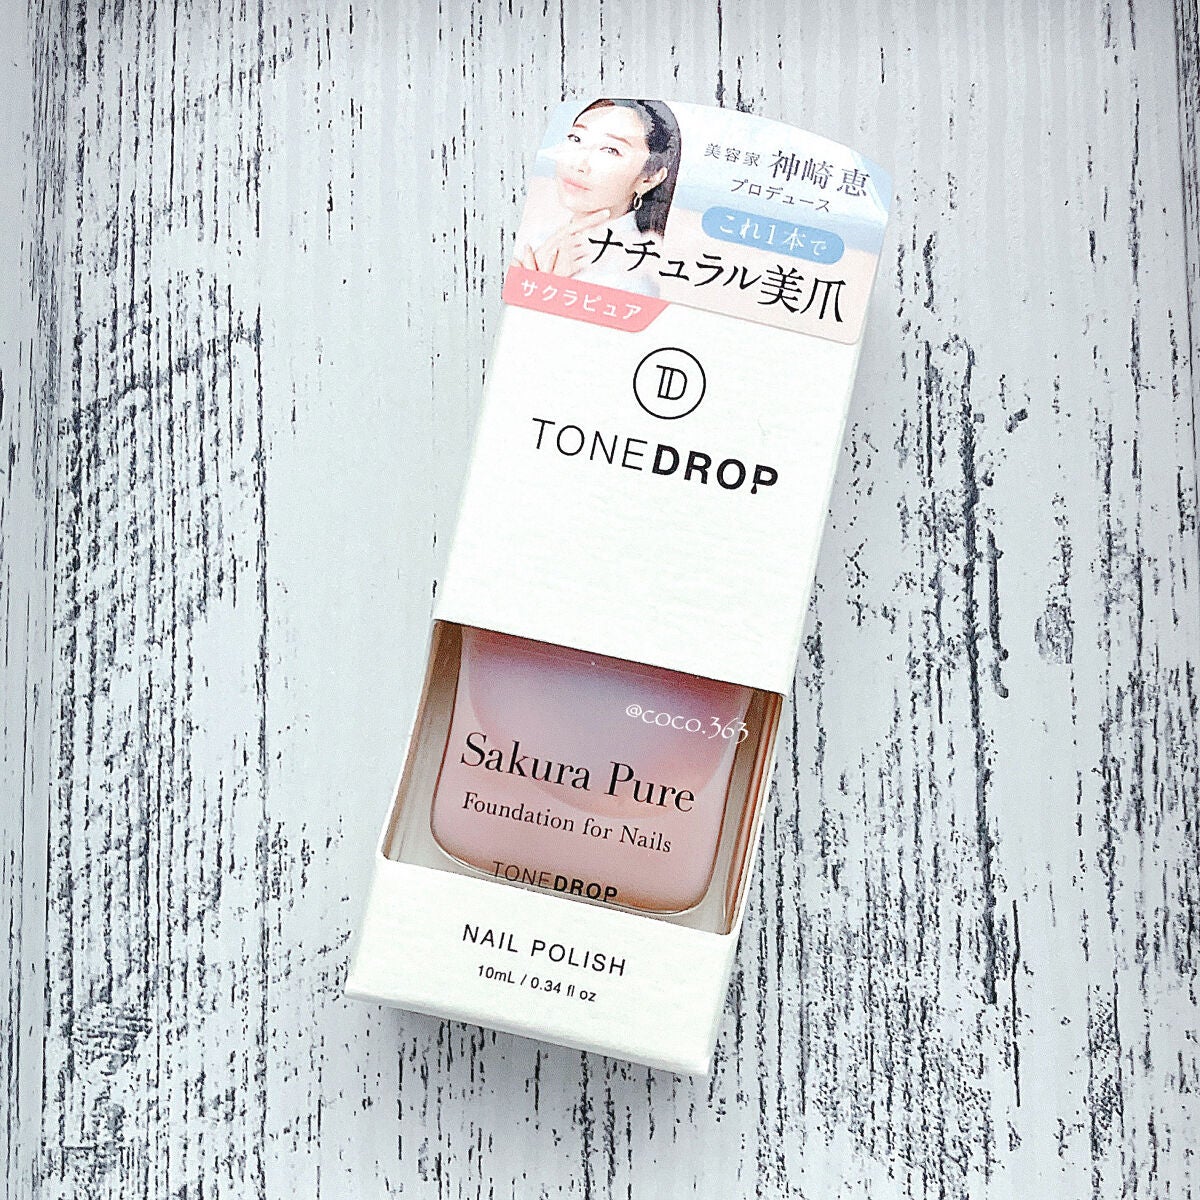 美容家 神崎 恵
プロデュース
これ1本で
ナチュラル美爪
サクラピュア
TD
TONEDROP
@coco.363
Sakura Pure
Foundation for Nails
TONEDROP
NAIL POLISH
10mL / 0.34 fl oz